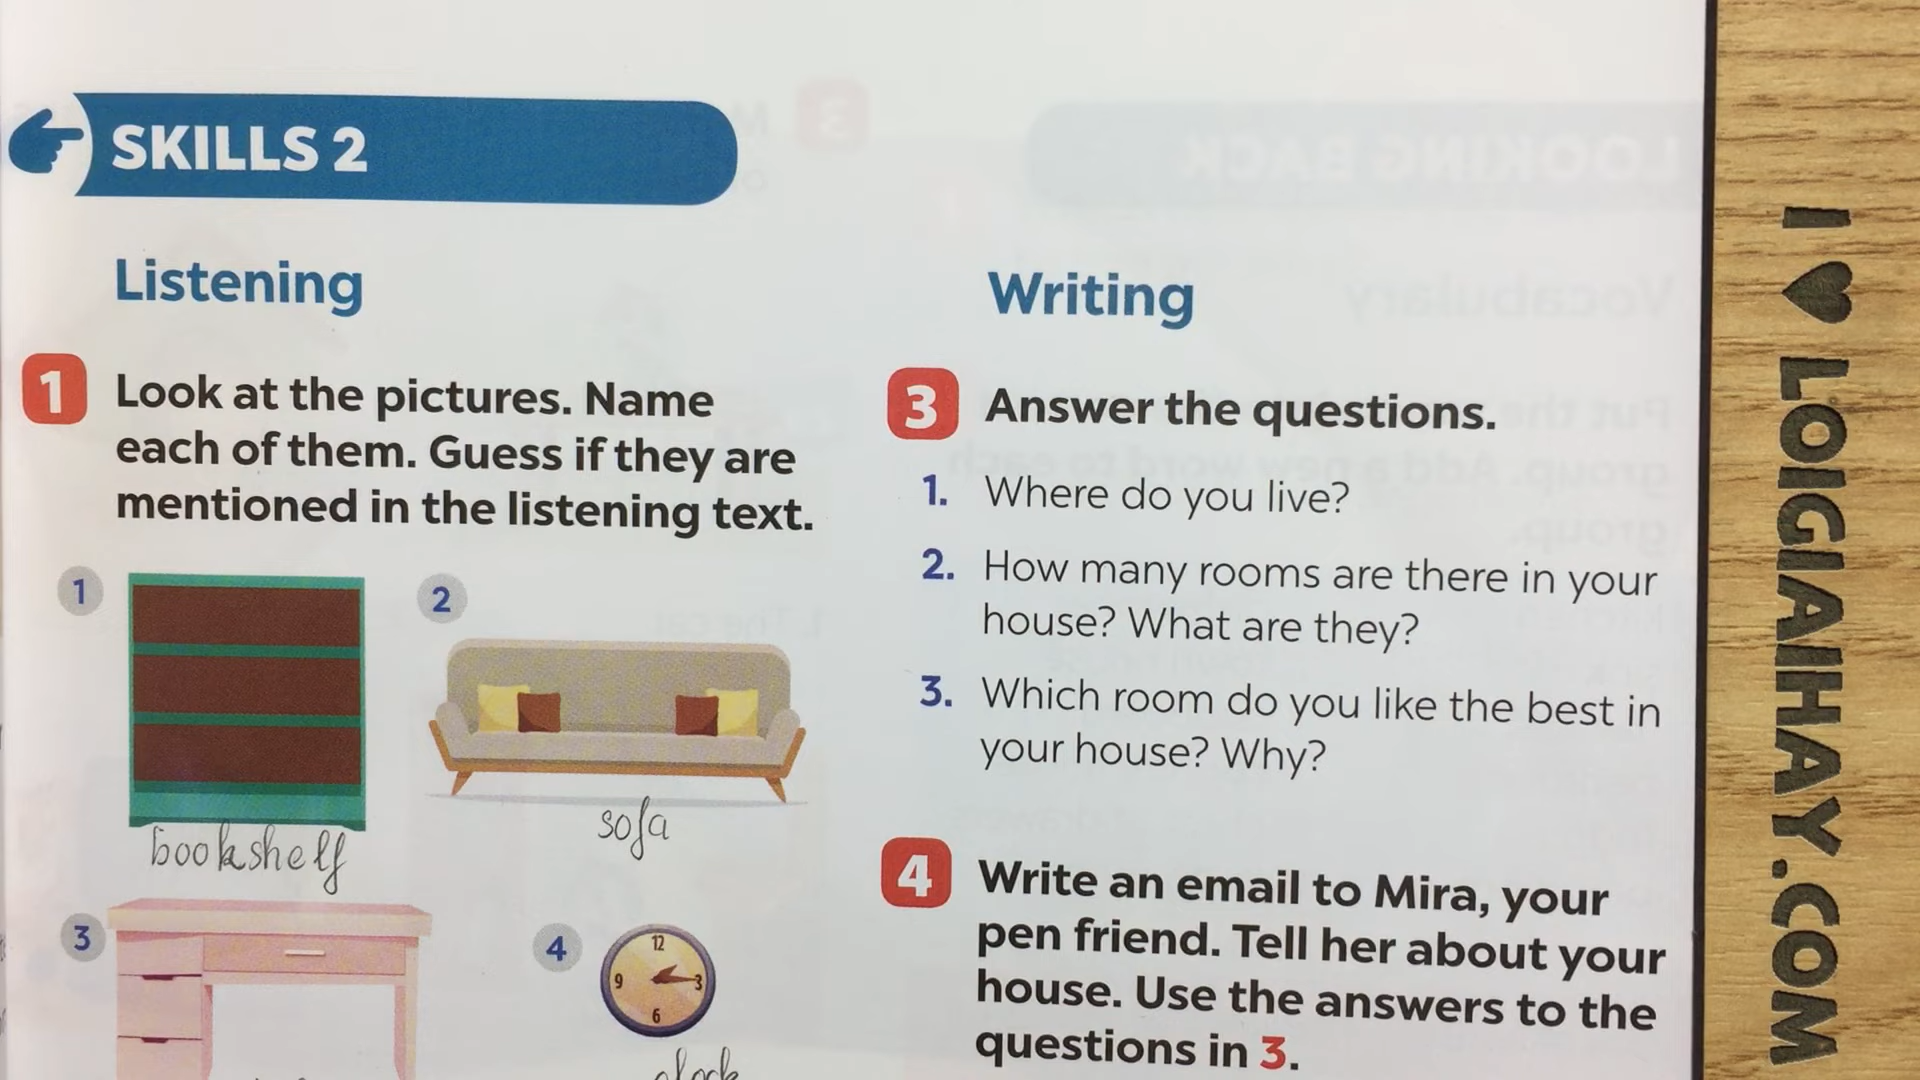 SKILLS 2
Listening
1 Look at the pictures. Name
each of them. Guess if they are
mentioned in the listening text.
1
2
bookshelf
sofa
3
4
12
9
3
6
clock
Writing
3 Answer the questions.
1. Where do you live?
2. How many rooms are there in your
house? What are they?
3. Which room do you like the best in
your house? Why?
4 Write an email to Mira, your
pen friend. Tell her about your
house. Use the answers to the
questions in 3.
I ♥ LOIGIAIHAY.COM
LOOKING BACK
Vocabulary